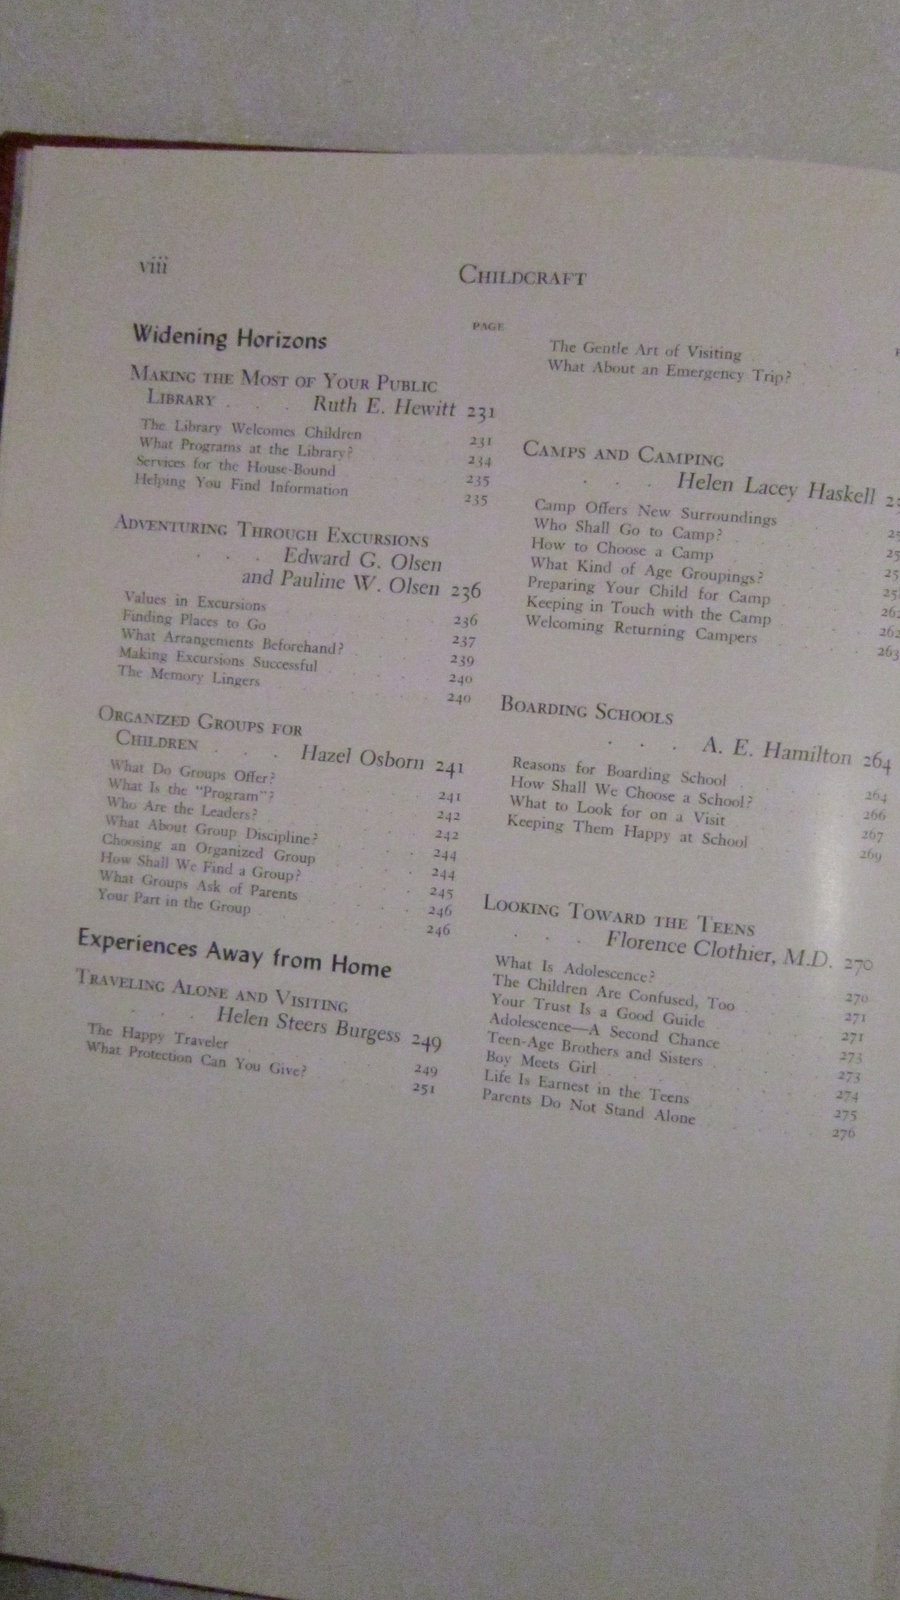 viii
CHILDCRAFT
PAGE
Widening Horizons
MAKING THE MOST OF YOUR PUBLIC
LIBRARY . . . Ruth E. Hewitt 231
The Library Welcomes Children 231
What Programs at the Library? 234
Services for the House-Bound 235
Helping You Find Information 235
ADVENTURING THROUGH EXCURSIONS
. . . Edward G. Olsen
and Pauline W. Olsen 236
Values in Excursions 236
Finding Places to Go 237
What Arrangements Beforehand? 239
Making Excursions Successful 240
The Memory Lingers 240
ORGANIZED GROUPS FOR
CHILDREN . . . Hazel Osborn 241
What Do Groups Offer? 241
What Is the "Program"? 242
Who Are the Leaders? 242
What About Group Discipline? 244
Choosing an Organized Group 244
How Shall We Find a Group? 245
What Groups Ask of Parents 246
Your Part in the Group 246
Experiences Away from Home
TRAVELING ALONE AND VISITING
. . . Helen Steers Burgess 249
The Happy Traveler 249
What Protection Can You Give? 251
The Gentle Art of Visiting
What About an Emergency Trip?
CAMPS AND CAMPING
. . . Helen Lacey Haskell
Camp Offers New Surroundings
Who Shall Go to Camp?
How to Choose a Camp
What Kind of Age Groupings?
Preparing Your Child for Camp
Keeping in Touch with the Camp 262
Welcoming Returning Campers 263
BOARDING SCHOOLS
. . . A. E. Hamilton 264
Reasons for Boarding School 264
How Shall We Choose a School? 266
What to Look for on a Visit 267
Keeping Them Happy at School 269
LOOKING TOWARD THE TEENS
. . . Florence Clothier, M.D. 270
What Is Adolescence? 270
The Children Are Confused, Too 271
Your Trust Is a Good Guide 271
Adolescence—A Second Chance 273
Teen-Age Brothers and Sisters 273
Boy Meets Girl 274
Life Is Earnest in the Teens 275
Parents Do Not Stand Alone 276